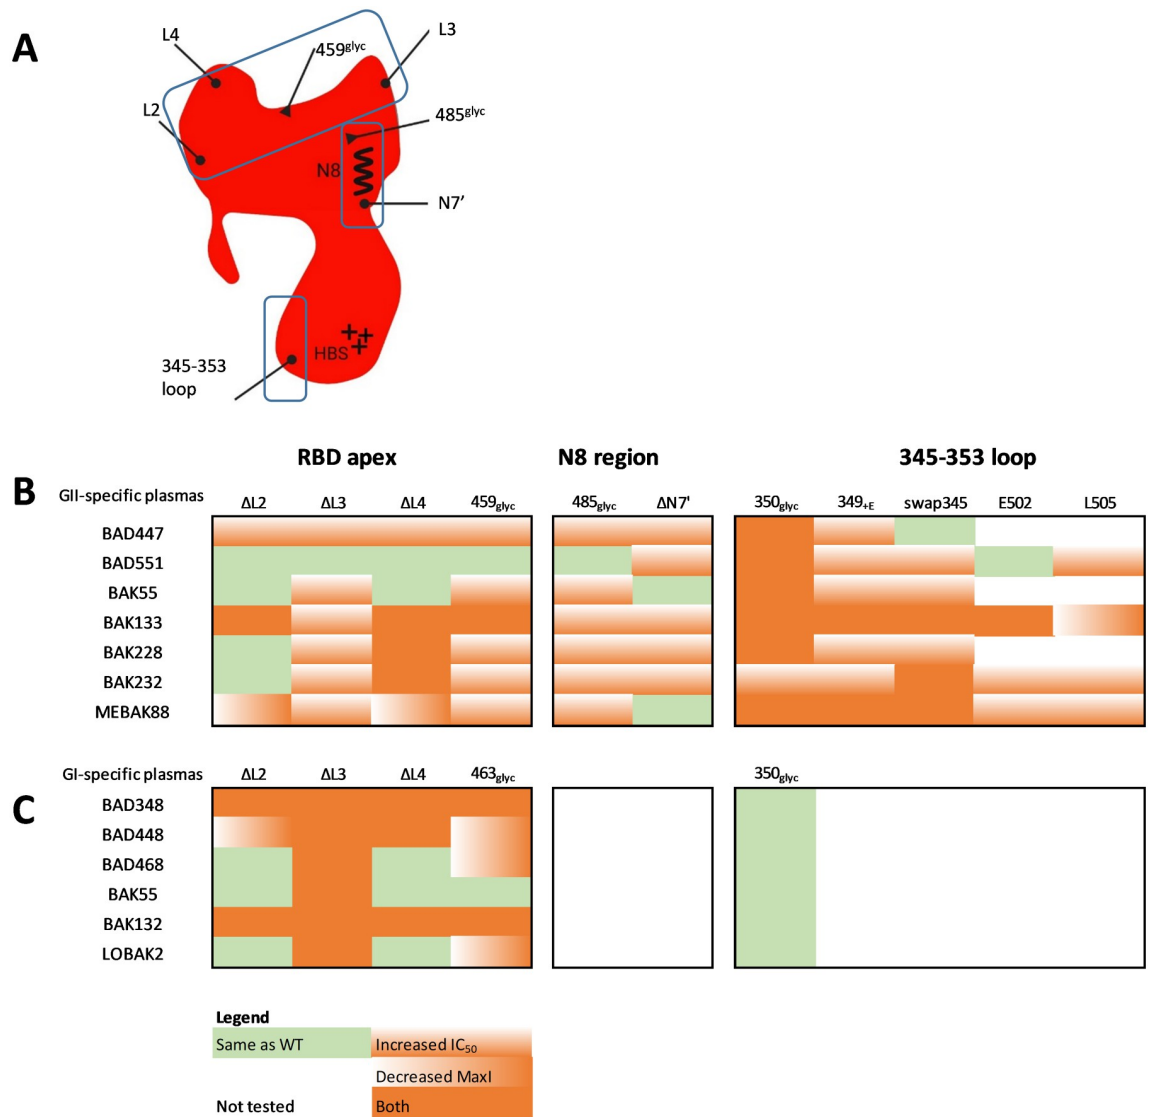 A
L4
459glyc
L3
L2
485glyc
N8
N7’
HBS
345-353
loop
RBD apex N8 region 345-353 loop
B
GII-specific plasmas ΔL2 ΔL3 ΔL4 459glyc 485glyc ΔN7' 350glyc 349+E swap345 E502 L505
BAD447
BAD551
BAK55
BAK133
BAK228
BAK232
MEBAK88
GI-specific plasmas ΔL2 ΔL3 ΔL4 463glyc 350glyc
C
BAD348
BAD448
BAD468
BAK55
BAK132
LOBAK2
Legend
Same as WT Increased IC50
Decreased MaxI
Not tested Both